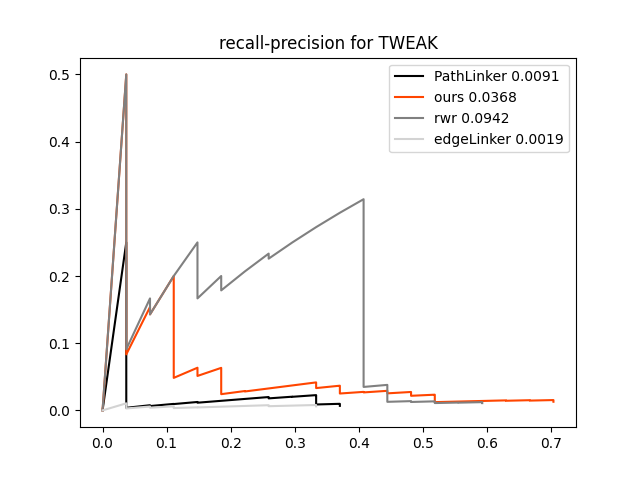 recall-precision for TWEAK
PathLinker 0.0091
ours 0.0368
rwr 0.0942
edgeLinker 0.0019
0.5
0.4
0.3
0.2
0.1
0.0
0.0 0.1 0.2 0.3 0.4 0.5 0.6 0.7